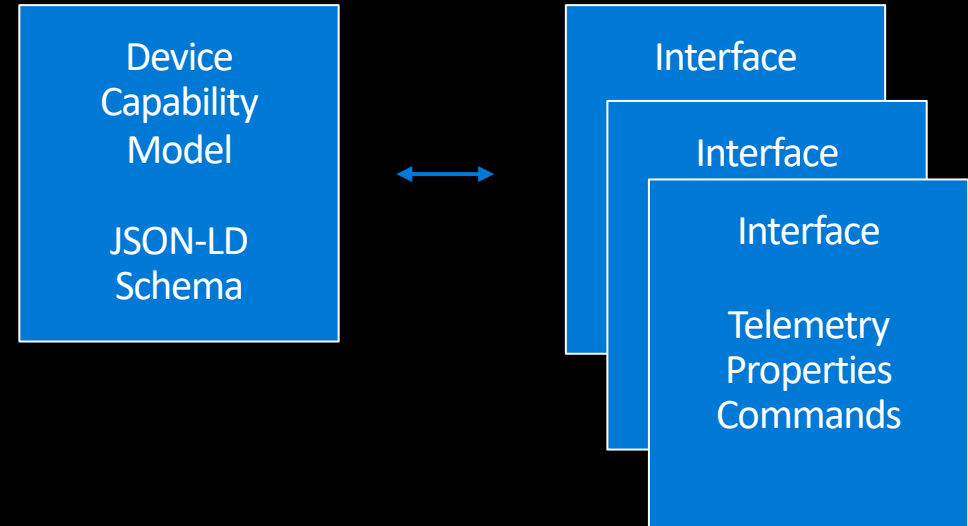 Device
Capability
Model
JSON-LD
Schema
Interface
Interface
Interface
Telemetry
Properties
Commands